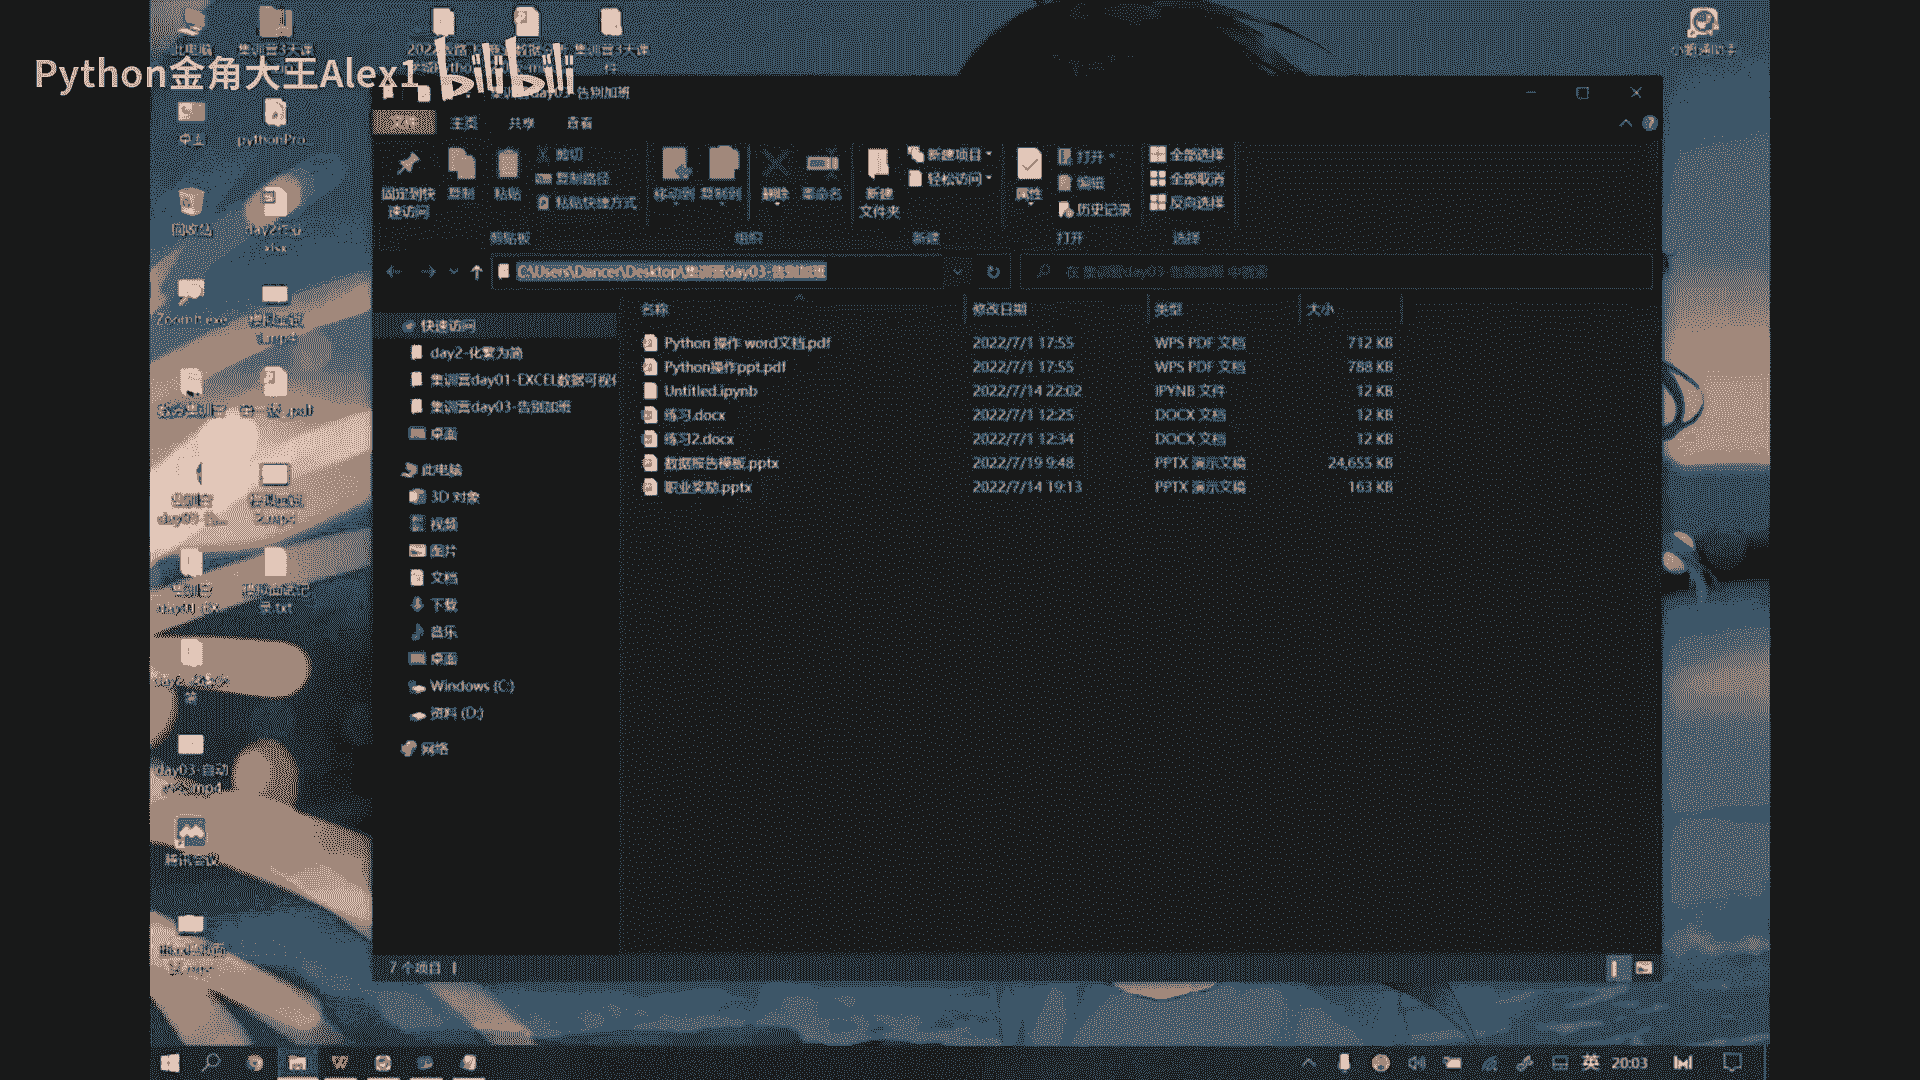 Python金角大王Alex1 bilibili
此电脑
集训营3天课
集训营3天课
件
桌面
pythonPro...
回收站
xlsx
ZoomIt.exe
集训营day03-告别加班
文件 主页 共享 查看
固定到快
速访问
复制
粘贴
剪切
复制路径
粘贴快捷方式
移动到
复制到
删除
重命名
新建
文件夹
新建项目
轻松访问
属性
打开
编辑
历史记录
全部选择
全部取消
反向选择
剪贴板 组织 新建 打开 选择
C:\Users\Dancer\Desktop\集训营day03-告别加班
在 集训营day03-告别加班 中搜索
快速访问
day2-化繁为简
集训营day01-EXCEL数据可视化
集训营day03-告别加班
桌面
此电脑
3D 对象
视频
图片
文档
下载
音乐
桌面
Windows (C:)
资料 (D:)
网络
名称 修改日期 类型 大小
Python 操作 word文档.pdf 2022/7/1 17:55 WPS PDF 文档 712 KB
Python操作ppt.pdf 2022/7/1 17:55 WPS PDF 文档 788 KB
Untitled.ipynb 2022/7/14 22:02 IPYNB 文件 12 KB
练习.docx 2022/7/1 12:25 DOCX 文档 12 KB
练习2.docx 2022/7/1 12:34 DOCX 文档 12 KB
数据报告模板.pptx 2022/7/19 9:48 PPTX 演示文稿 24,655 KB
职业奖励.pptx 2022/7/14 19:13 PPTX 演示文稿 163 KB
7 个项目
腾讯会议
英 20:03